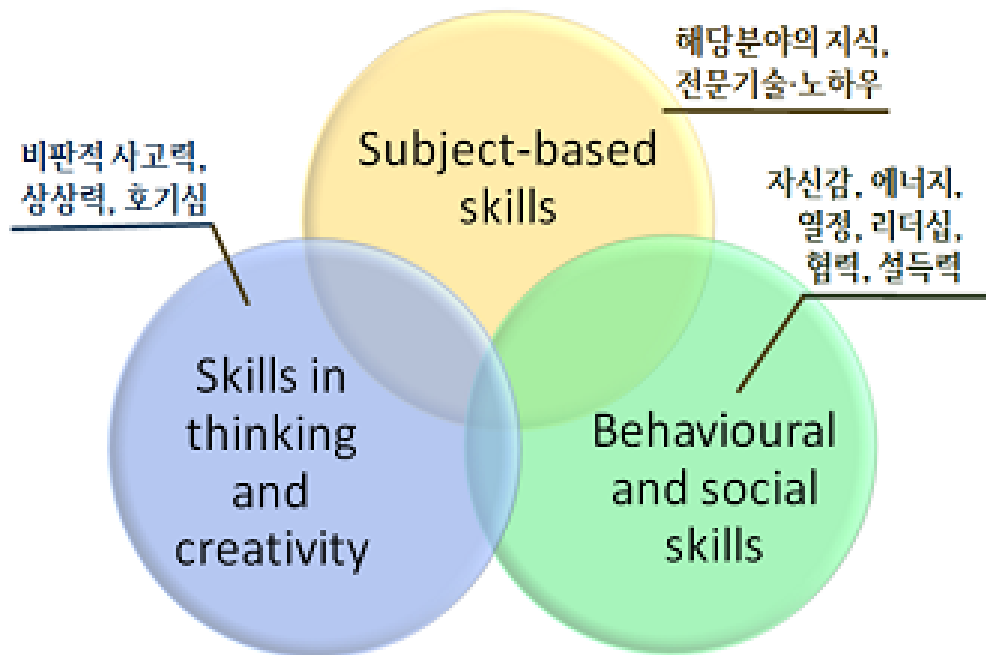 해당분야의 지식,
전문기술·노하우
Subject-based
skills
비판적 사고력,
상상력, 호기심
자신감, 에너지,
열정, 리더십,
협력, 설득력
Skills in
thinking
and
creativity
Behavioural
and social
skills